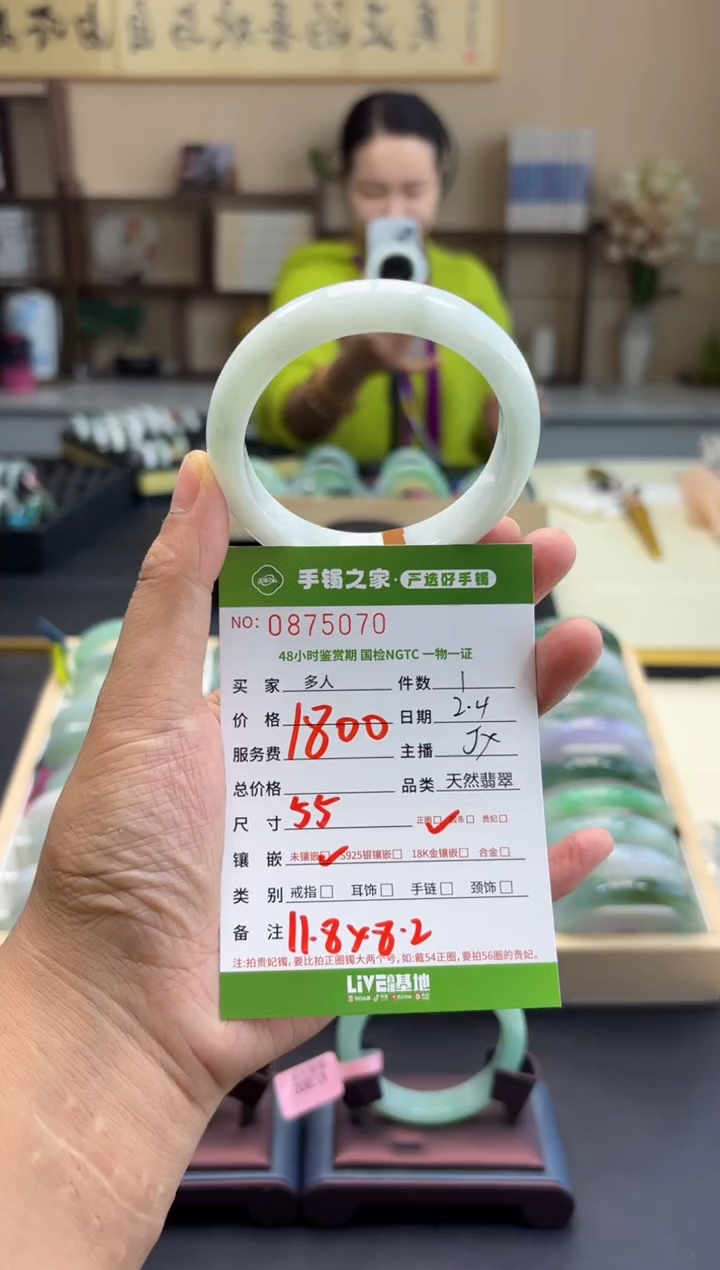 手镯之家·严选好手镯
NO: 0875070
48小时鉴赏期 国检NGTC 一物一证
买 家 多人 件数 1
价 格 1800 日期 2.4
服务费 主播 JX
总价格 品类 天然翡翠
尺 寸 55 正圈 条 贵妃
镶 嵌 未镶嵌 S925银镶嵌 18K金镶嵌 合金
类 别 戒指 耳饰 手链 颈饰
备 注 11.8x8.2
注:拍贵妃镯,要比拍正圈镯大两个号,如:戴54正圈,要拍56圈的贵妃。
LiVE 基地